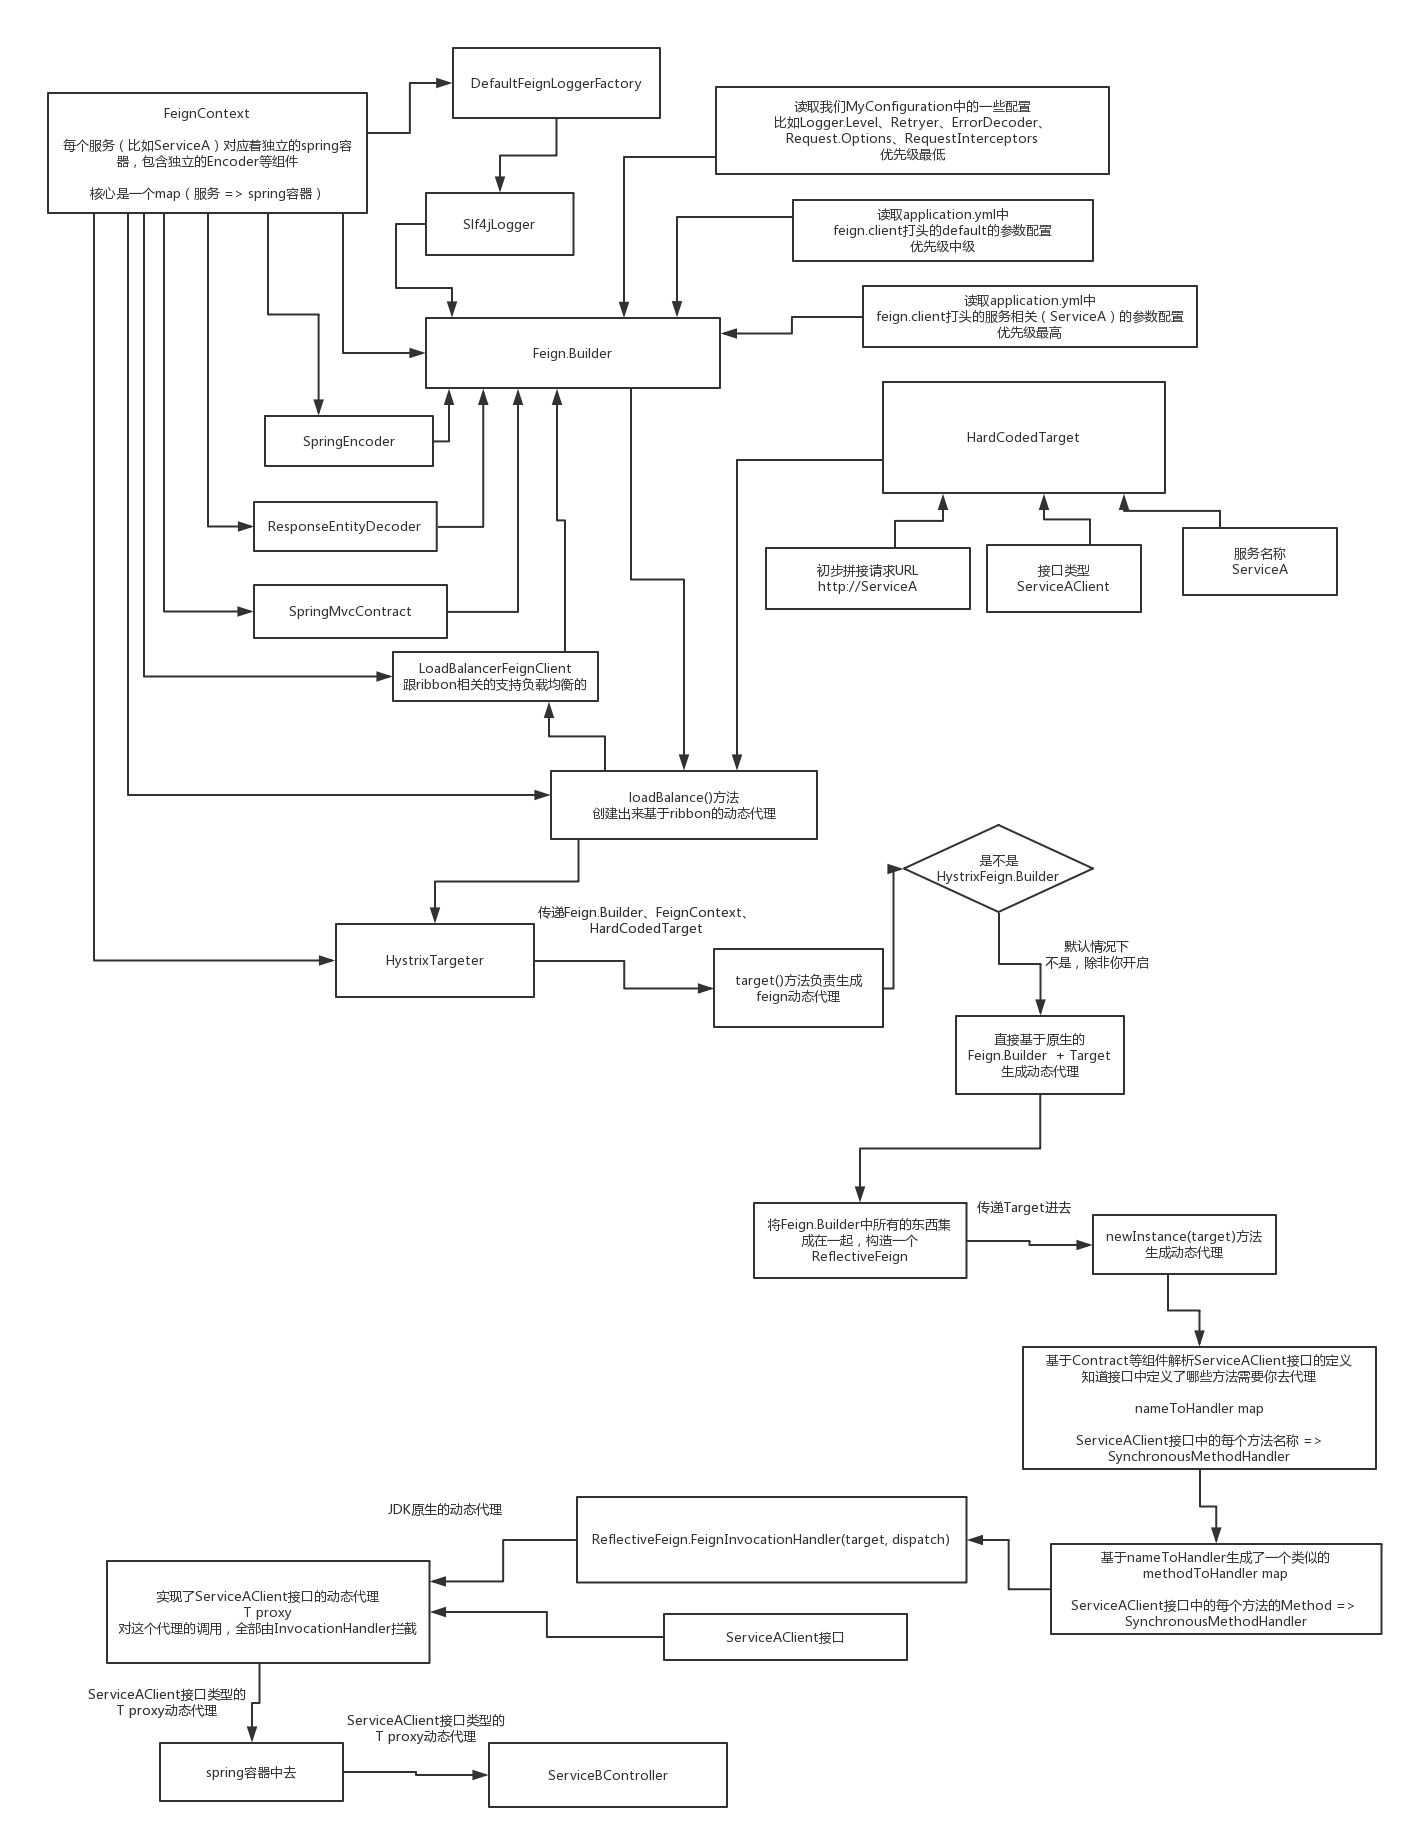 DefaultFeignLoggerFactory
FeignContext
每个服务（比如ServiceA）对应着独立的spring容
器，包含独立的Encoder等组件
核心是一个map（服务 => spring容器）
读取我们MyConfiguration中的一些配置
比如Logger.Level、Retryer、ErrorDecoder、
Request.Options、RequestInterceptors
优先级最低
Slf4jLogger
读取application.yml中
feign.client打头的default的参数配置
优先级中级
读取application.yml中
feign.client打头的服务相关（ServiceA）的参数配置
优先级最高
Feign.Builder
SpringEncoder
HardCodedTarget
ResponseEntityDecoder
初步拼接请求URL
http://ServiceA
接口类型
ServiceAClient
服务名称
ServiceA
SpringMvcContract
LoadBalancerFeignClient
跟ribbon相关的支持负载均衡的
loadBalance()方法
创建出来基于ribbon的动态代理
是不是
HystrixFeign.Builder
传递Feign.Builder、FeignContext、
HardCodedTarget
HystrixTargeter
target()方法负责生成
feign动态代理
默认情况下
不是，除非你开启
直接基于原生的
Feign.Builder + Target
生成动态代理
将Feign.Builder中所有的东西集
成在一起，构造一个
ReflectiveFeign
传递Target进去
newInstance(target)方法
生成动态代理
基于Contract等组件解析ServiceAClient接口的定义
知道接口中定义了哪些方法需要你去代理
nameToHandler map
ServiceAClient接口中的每个方法名称 =>
SynchronousMethodHandler
JDK原生的动态代理
ReflectiveFeign.FeignInvocationHandler(target, dispatch)
基于nameToHandler生成了一个类似的
methodToHandler map
ServiceAClient接口中的每个方法的Method =>
SynchronousMethodHandler
实现了ServiceAClient接口的动态代理
T proxy
对这个代理的调用，全部由InvocationHandler拦截
ServiceAClient接口
ServiceAClient接口类型的
T proxy动态代理
ServiceAClient接口类型的
T proxy动态代理
spring容器中去
ServiceBController